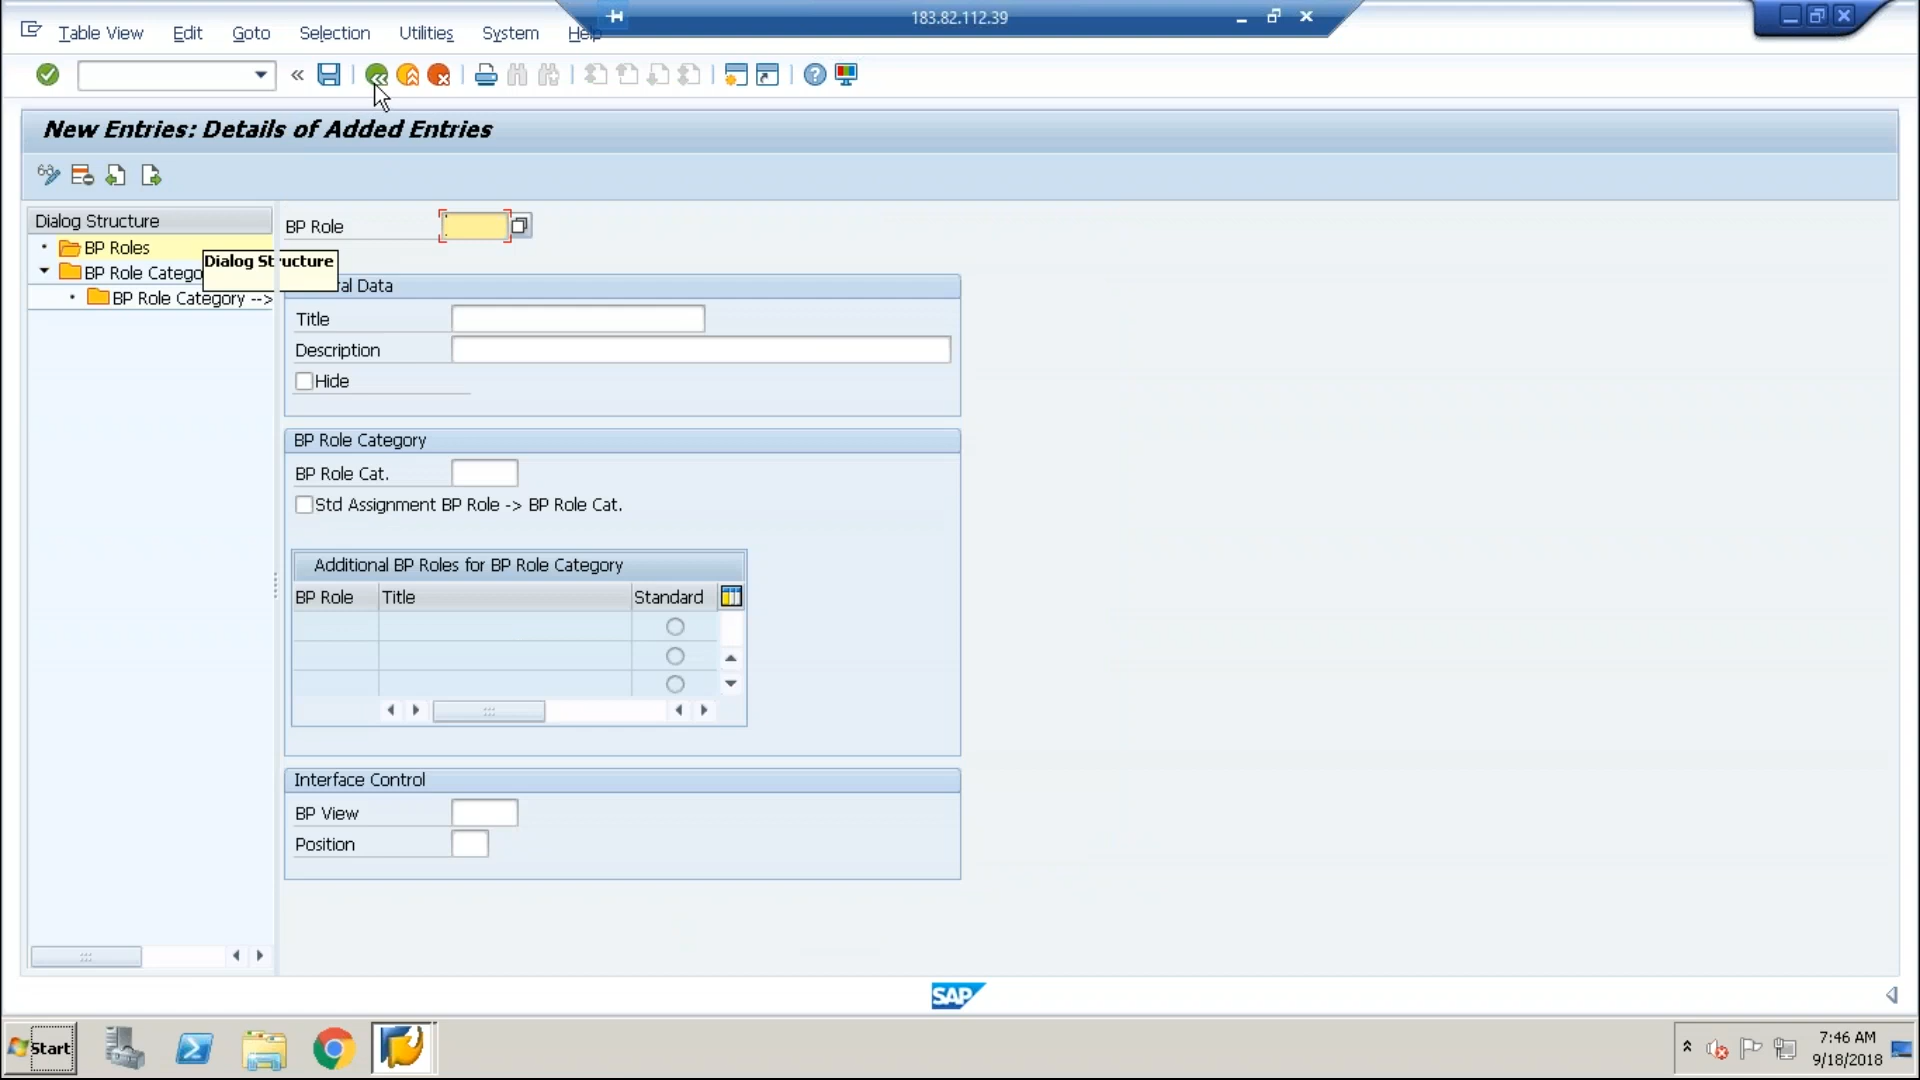 183.82.112.39
Table View Edit Goto Selection Utilities System Help
New Entries: Details of Added Entries
Dialog Structure
BP Roles
BP Role Catego
BP Role Category -->
Dialog Structure
BP Role
ral Data
Title
Description
Hide
BP Role Category
BP Role Cat.
Std Assignment BP Role -> BP Role Cat.
Additional BP Roles for BP Role Category
BP Role Title Standard
Interface Control
BP View
Position
SAP
Start
7:46 AM
9/18/2018